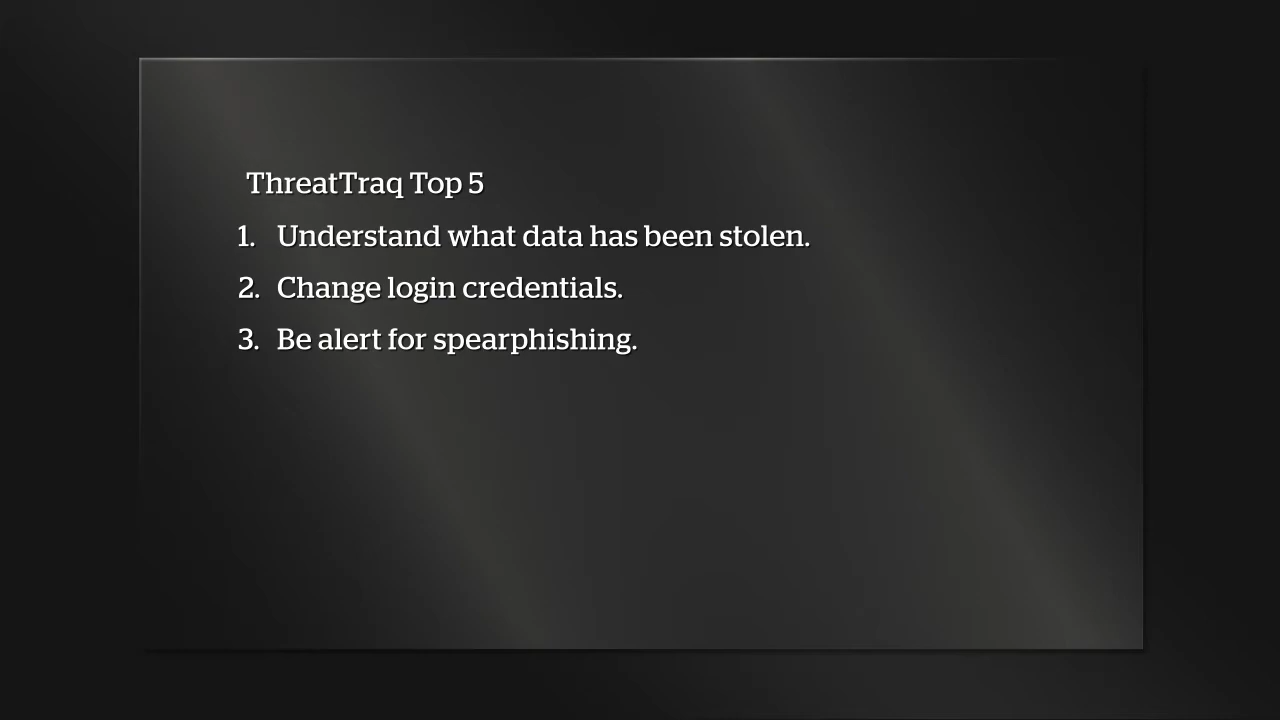 ThreatTraq Top 5
1. Understand what data has been stolen.
2. Change login credentials.
3. Be alert for spearphishing.